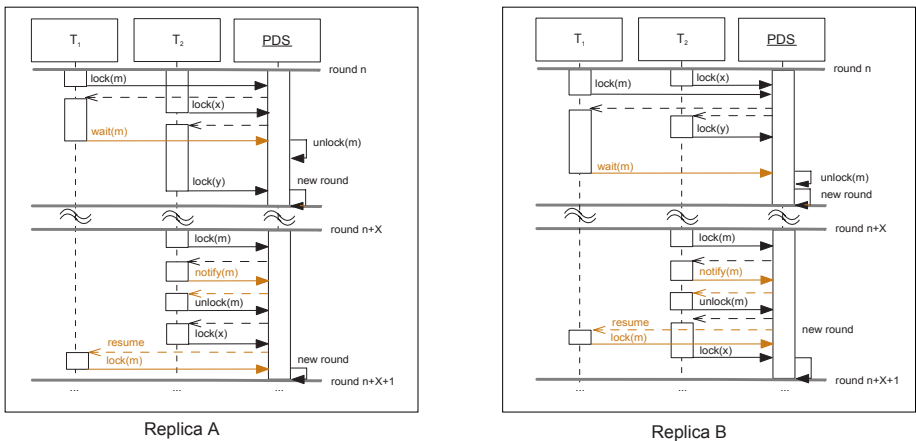 T1
T2
PDS
round n
lock(m)
lock(x)
wait(m)
unlock(m)
lock(y)
new round
round n+X
lock(m)
notify(m)
unlock(m)
lock(x)
resume
new round
lock(m)
round n+X+1
... ... ...
Replica A
T1
T2
PDS
round n
lock(x)
lock(m)
lock(y)
wait(m)
unlock(m)
new round
round n+X
lock(m)
notify(m)
unlock(m)
resume
new round
lock(m)
lock(x)
round n+X+1
... ... ...
Replica B